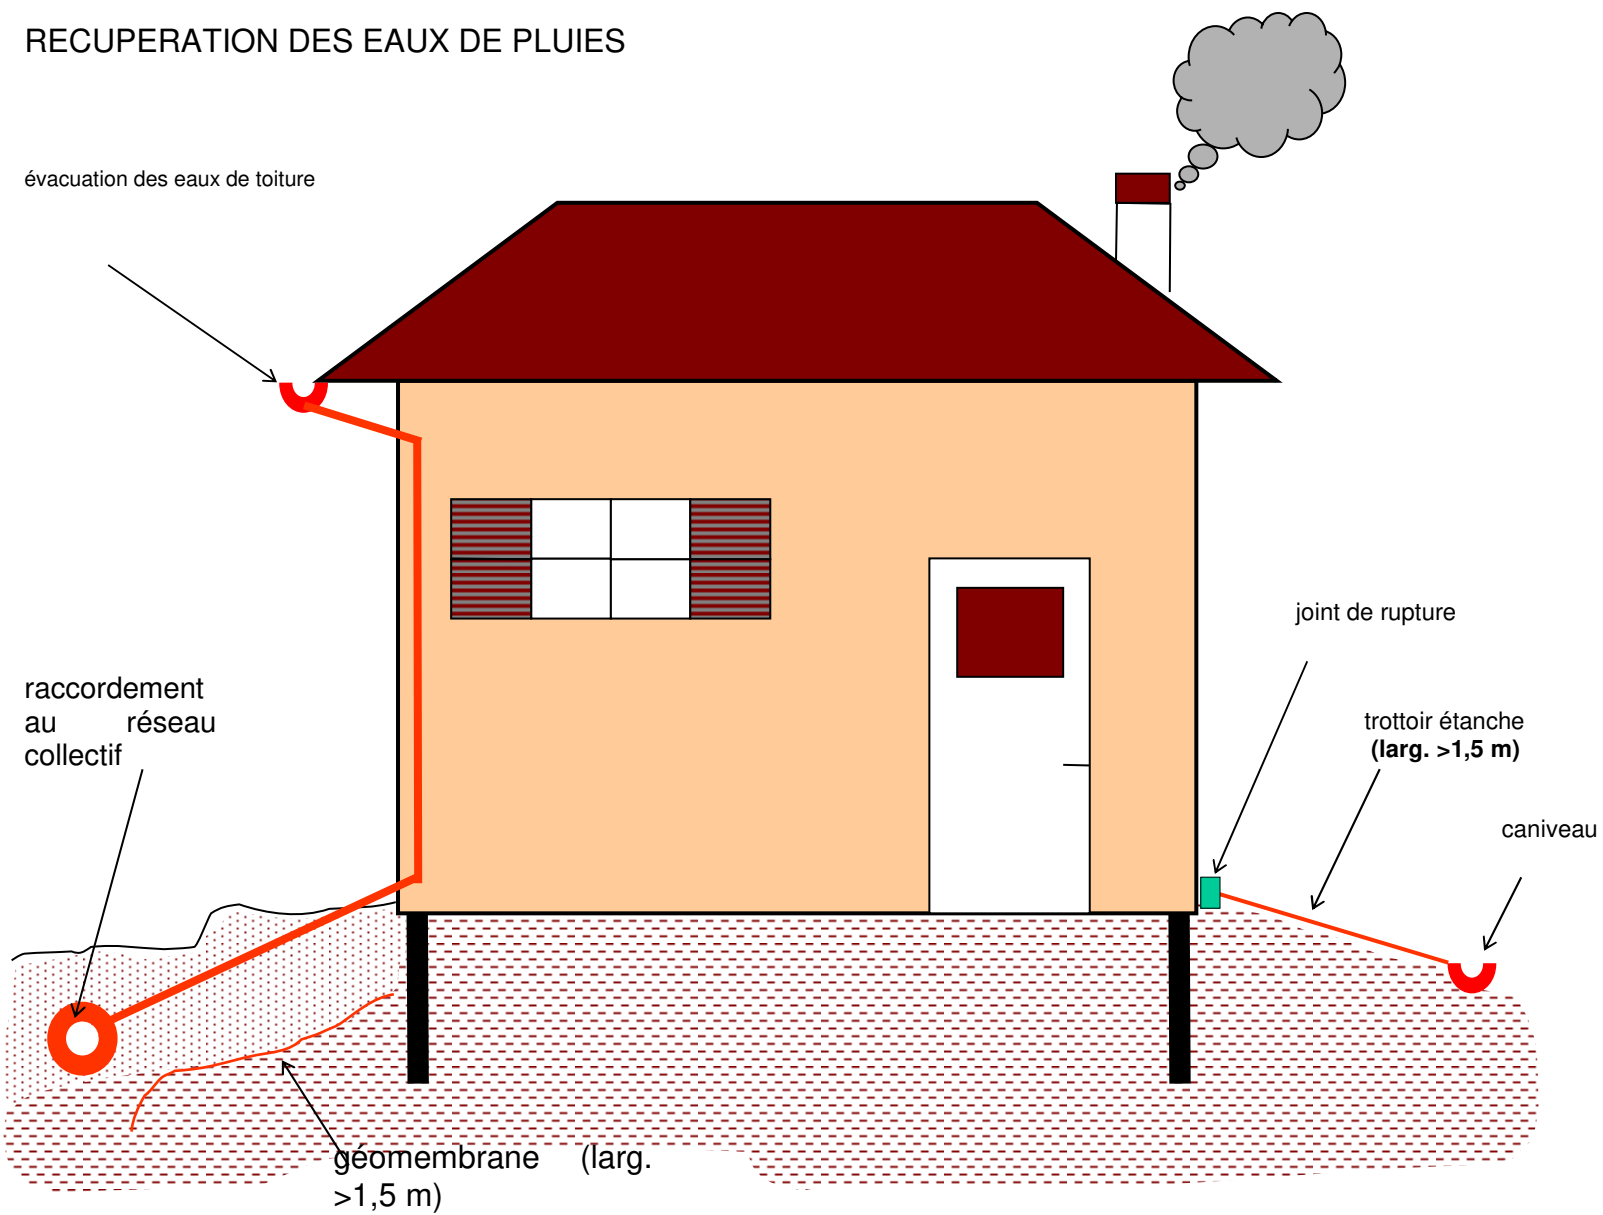 RECUPERATION DES EAUX DE PLUIES
évacuation des eaux de toiture
joint de rupture
raccordement
au réseau
collectif
trottoir étanche
(larg. >1,5 m)
caniveau
géomembrane (larg.
>1,5 m)